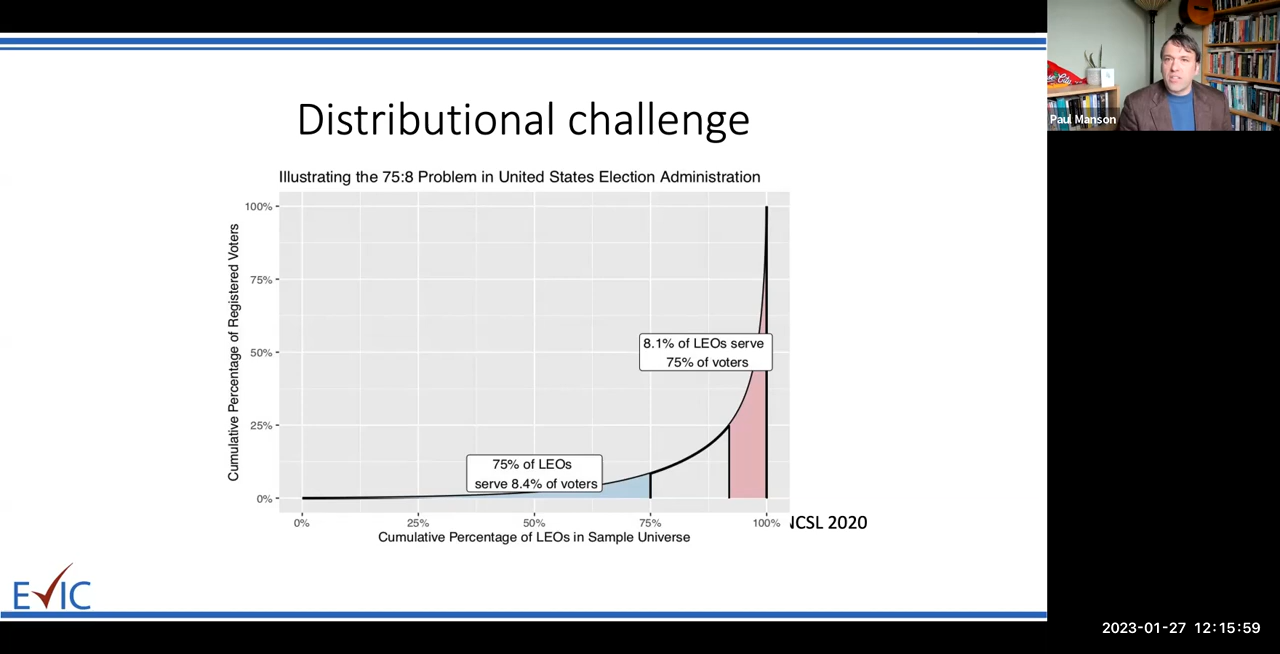 Distributional challenge
Illustrating the 75:8 Problem in United States Election Administration
Cumulative Percentage of Registered Voters
100%
75%
50%
25%
0%
8.1% of LEOs serve
75% of voters
75% of LEOs
serve 8.4% of voters
0%
25%
50%
75%
100%
Cumulative Percentage of LEOs in Sample Universe
NCSL 2020
EVIC
Paul Manson
2023-01-27 12:15:59